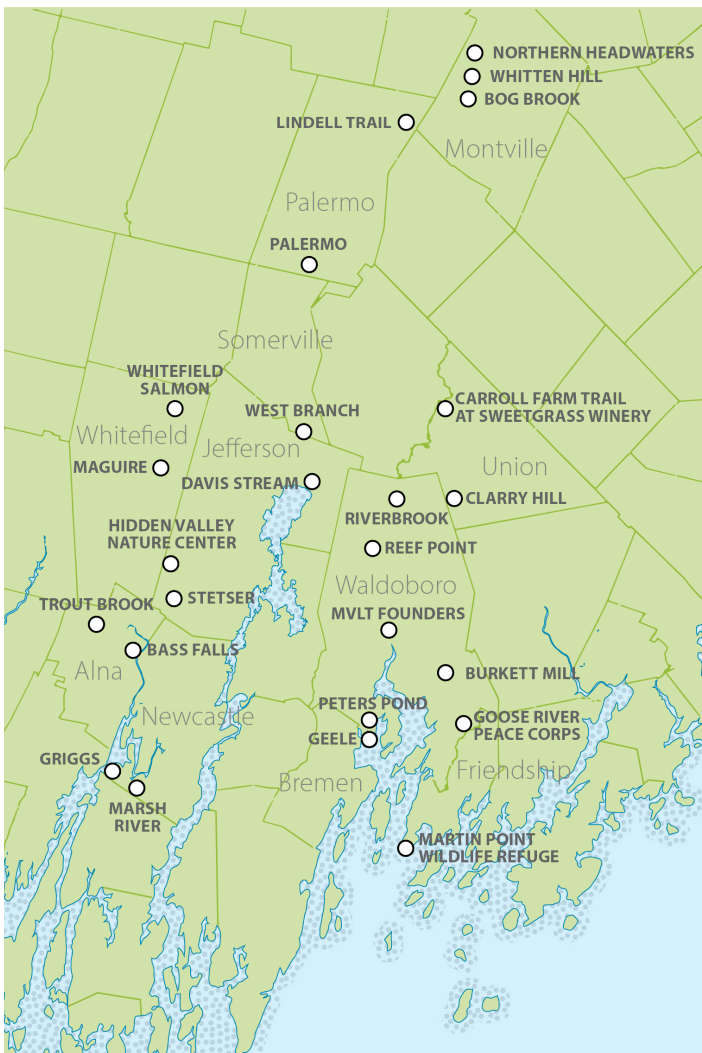 NORTHERN HEADWATERS
WHITTEN HILL
BOG BROOK
LINDELL TRAIL
Montville
Palermo
PALERMO
Somerville
WHITEFIELD
SALMON
CARROLL FARM TRAIL
AT SWEETGRASS WINERY
WEST BRANCH
Whitefield
Jefferson
MAGUIRE
Union
DAVIS STREAM
CLARRY HILL
RIVERBROOK
HIDDEN VALLEY
NATURE CENTER
REEF POINT
Waldoboro
STETSER
TROUT BROOK
MVLT FOUNDERS
BASS FALLS
Alna
BURKETT MILL
PETERS POND
Newcastle
GOOSE RIVER
PEACE CORPS
GEELE
GRIGGS
Friendship
Bremen
MARSH
RIVER
MARTIN POINT
WILDLIFE REFUGE